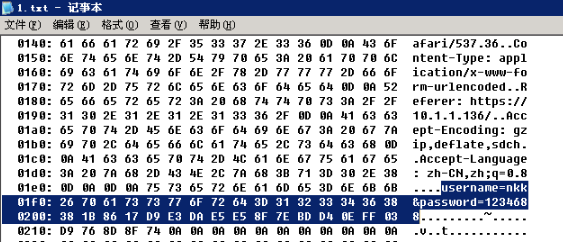 1.txt - 记事本
文件(F) 编辑(E) 格式(O) 查看(V) 帮助(H)
0140: 61 66 61 72 69 2F 35 33 37 2E 33 36 0D 0A 43 6F afari/537.36..Co
0150: 6E 74 65 6E 74 2D 54 79 70 65 3A 20 61 70 70 6C ntent-Type: appl
0160: 69 63 61 74 69 6F 6E 2F 78 2D 77 77 77 2D 66 6F ication/x-www-fo
0170: 72 6D 2D 75 72 6C 65 6E 63 6F 64 65 64 0D 0A 52 rm-urlencoded..R
0180: 65 66 65 72 65 72 3A 20 68 74 74 70 73 3A 2F 2F eferer: https://
0190: 31 30 2E 31 2E 31 2E 31 33 36 2F 0D 0A 41 63 63 10.1.1.136/..Acc
01a0: 65 70 74 2D 45 6E 63 6F 64 69 6E 67 3A 20 67 7A ept-Encoding: gz
01b0: 69 70 2C 64 65 66 6C 61 74 65 2C 73 64 63 68 0D ip,deflate,sdch.
01c0: 0A 41 63 63 65 70 74 2D 4C 61 6E 67 75 61 67 65 .Accept-Language
01d0: 3A 20 7A 68 2D 43 4E 2C 7A 68 3B 71 3D 30 2E 38 : zh-CN,zh;q=0.8
01e0: 0D 0A 0D 0A 75 73 65 72 6E 61 6D 65 3D 6E 6B 6B ....username=nkk
01f0: 26 70 61 73 73 77 6F 72 64 3D 31 32 33 34 36 38 &password=123468
0200: 38 1B 86 17 D9 E3 DA E5 E5 8F 7E BD D4 0E FF 03 8.........~.....
0210: D9 76 8D 8F 74 0A 0D 0A 0D 0A .v..t.....